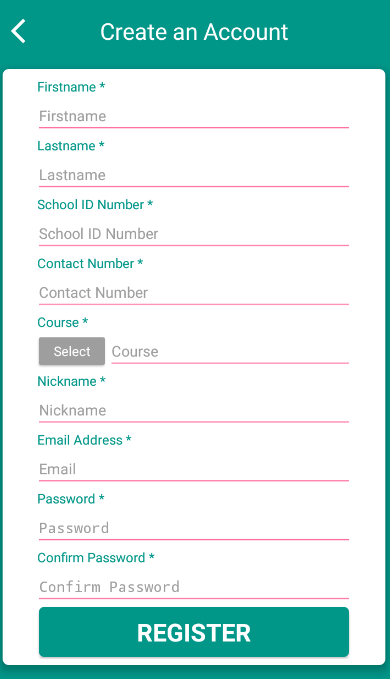 Create an Account
Firstname *
Firstname
Lastname *
Lastname
School ID Number *
School ID Number
Contact Number *
Contact Number
Course *
Select Course
Nickname *
Nickname
Email Address *
Email
Password *
Password
Confirm Password *
Confirm Password
REGISTER